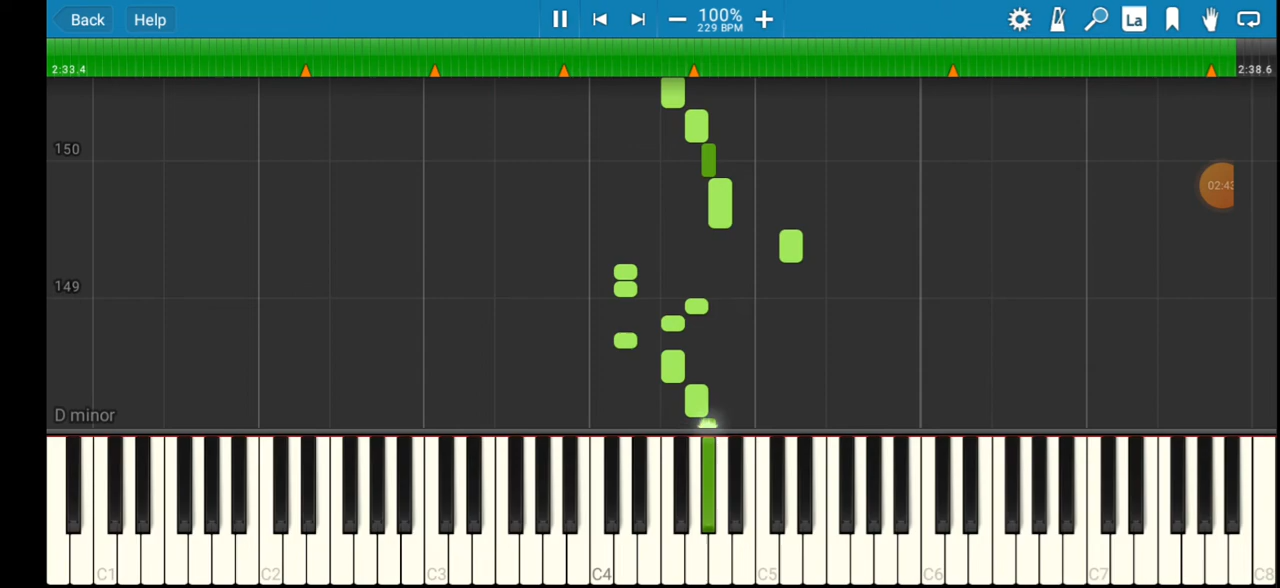 Back
Help
100%
229 BPM
La
2:33.4
2:38.6
150
02:43
149
D minor
C1
C2
C3
C4
C5
C6
C7
C8